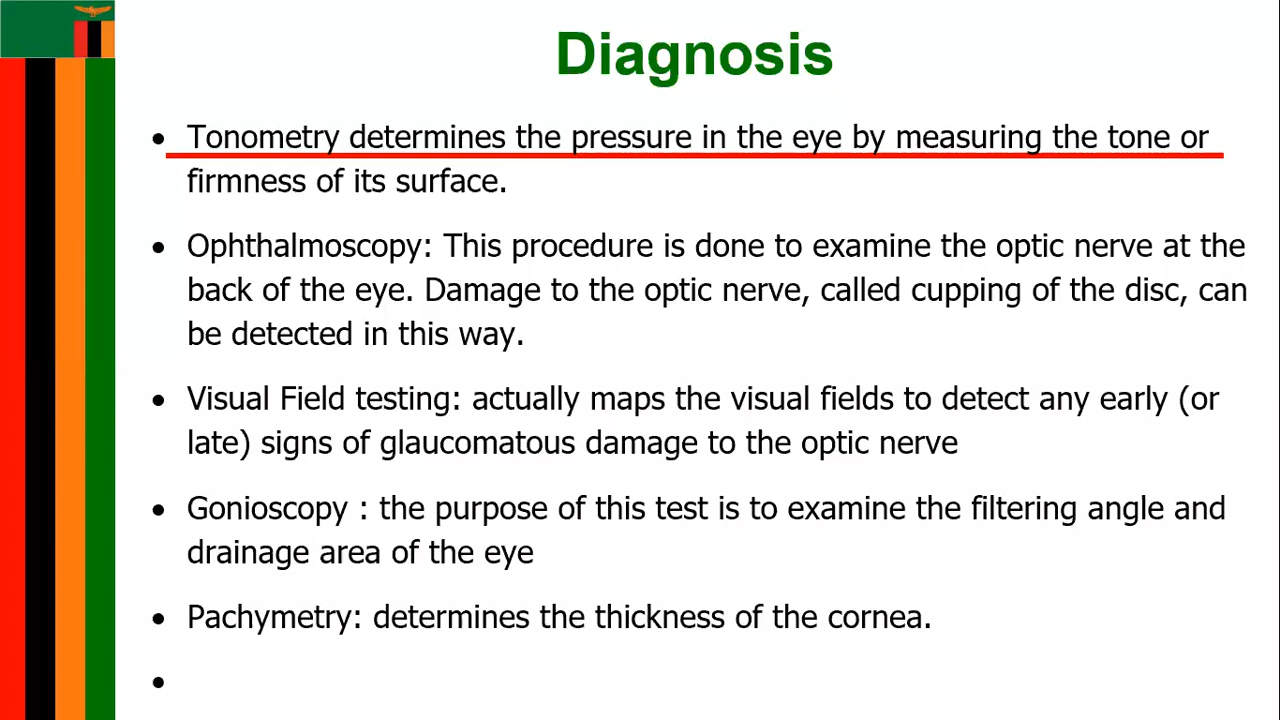 Diagnosis
• Tonometry determines the pressure in the eye by measuring the tone or
firmness of its surface.
• Ophthalmoscopy: This procedure is done to examine the optic nerve at the
back of the eye. Damage to the optic nerve, called cupping of the disc, can
be detected in this way.
• Visual Field testing: actually maps the visual fields to detect any early (or
late) signs of glaucomatous damage to the optic nerve
• Gonioscopy : the purpose of this test is to examine the filtering angle and
drainage area of the eye
• Pachymetry: determines the thickness of the cornea.
•